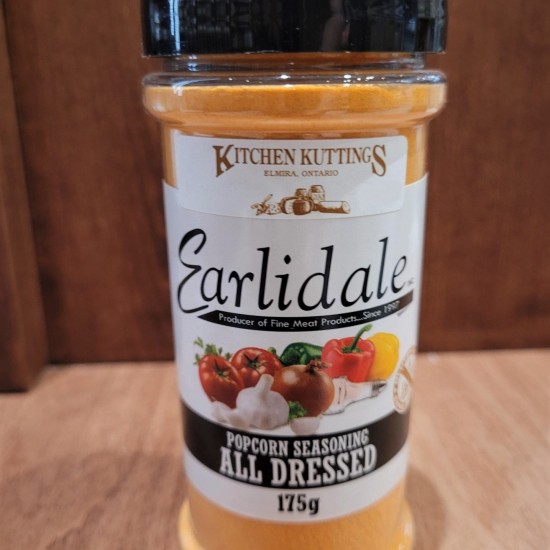 KITCHEN KUTTINGS
ELMIRA, ONTARIO
Earlidale
Producer of Fine Meat Products...Since 1997
POPCORN SEASONING
ALL DRESSED
175g